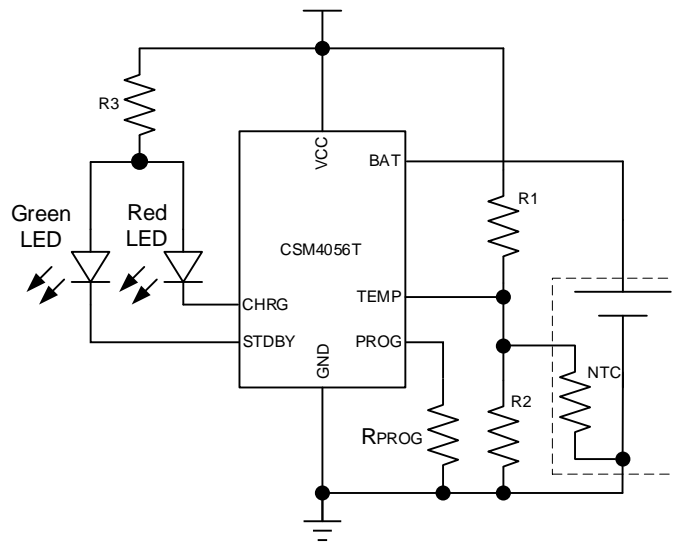 R3
VCC
BAT
Green
LED
Red
LED
R1
CSM4056T
CHRG
TEMP
STDBY
PROG
GND
NTC
R2
RPROG